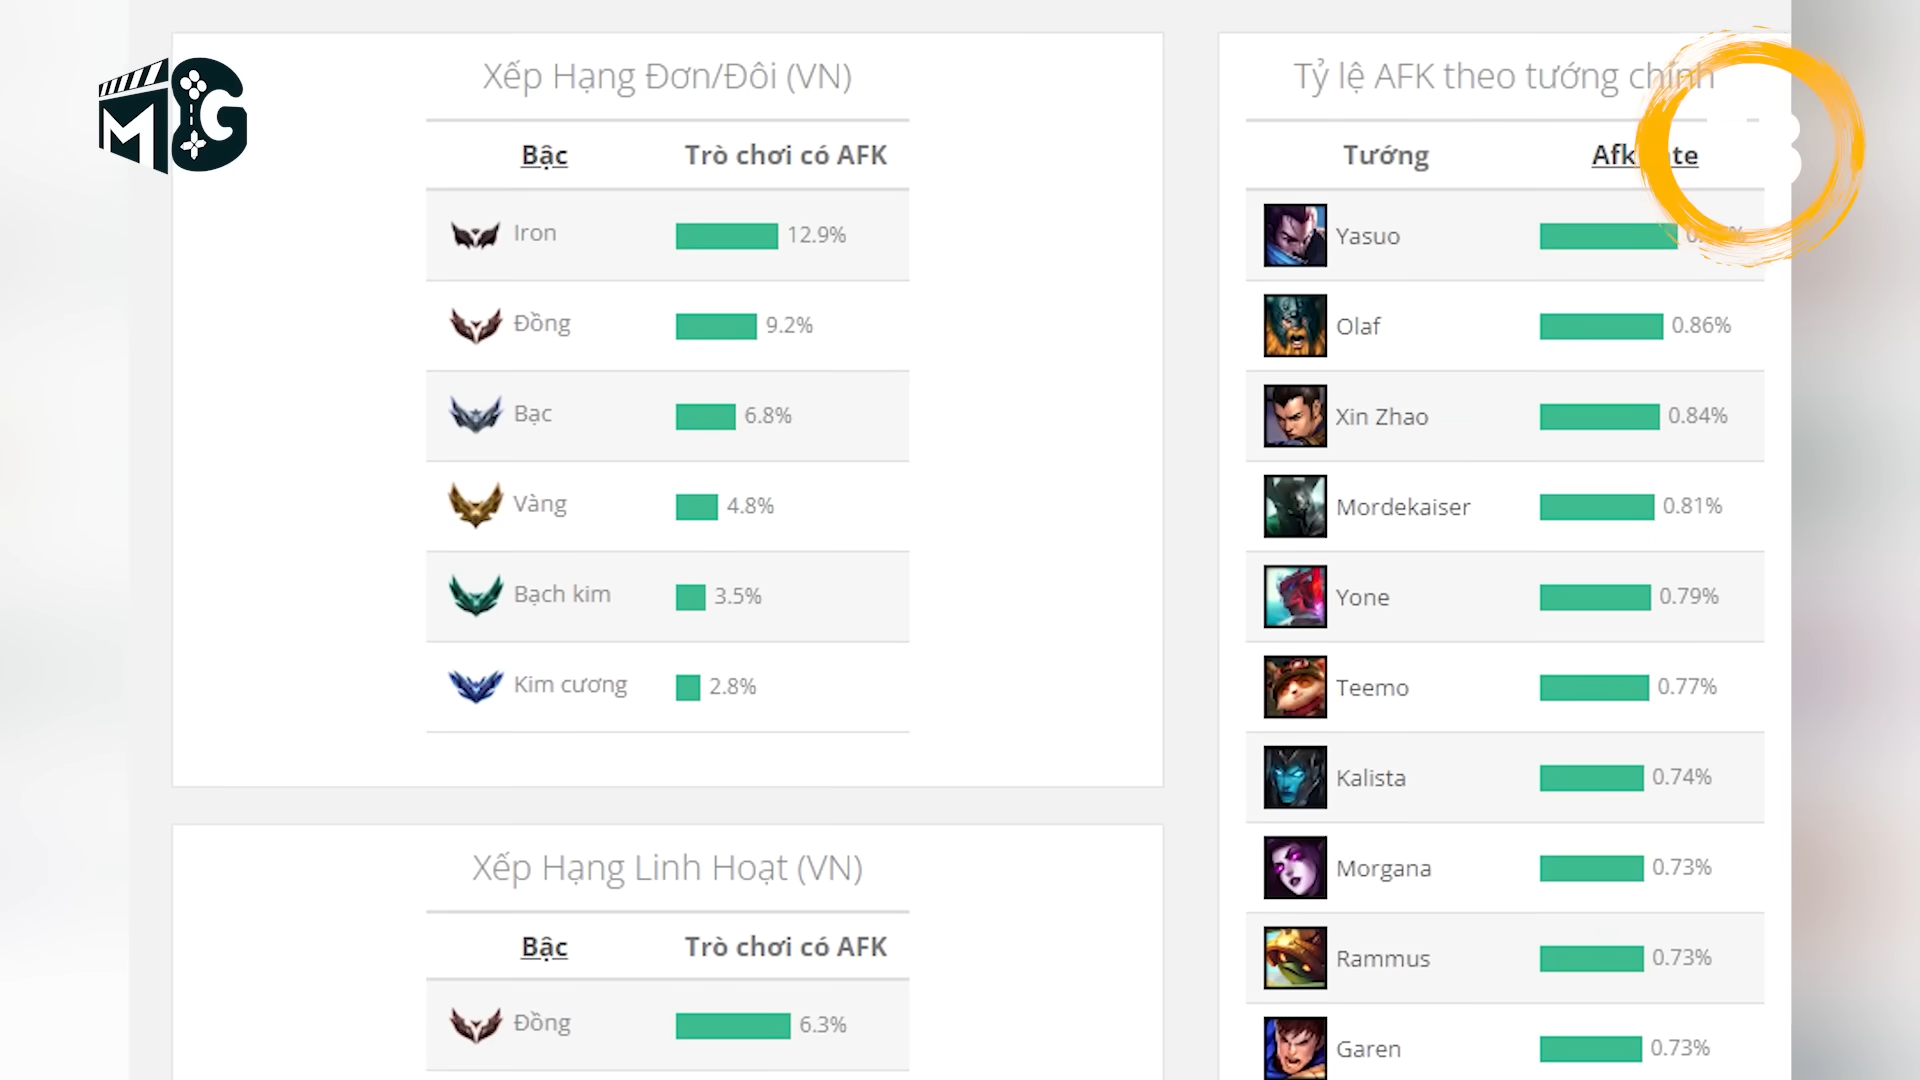 MG
Xếp Hạng Đơn/Đôi (VN)
Bậc Trò chơi có AFK
Iron 12.9%
Đồng 9.2%
Bạc 6.8%
Vàng 4.8%
Bạch kim 3.5%
Kim cương 2.8%
Xếp Hạng Linh Hoạt (VN)
Bậc Trò chơi có AFK
Đồng 6.3%
Tỷ lệ AFK theo tướng chính
Tướng
Yasuo
Olaf 0.86%
Xin Zhao 0.84%
Mordekaiser 0.81%
Yone 0.79%
Teemo 0.77%
Kalista 0.74%
Morgana 0.73%
Rammus 0.73%
Garen 0.73%